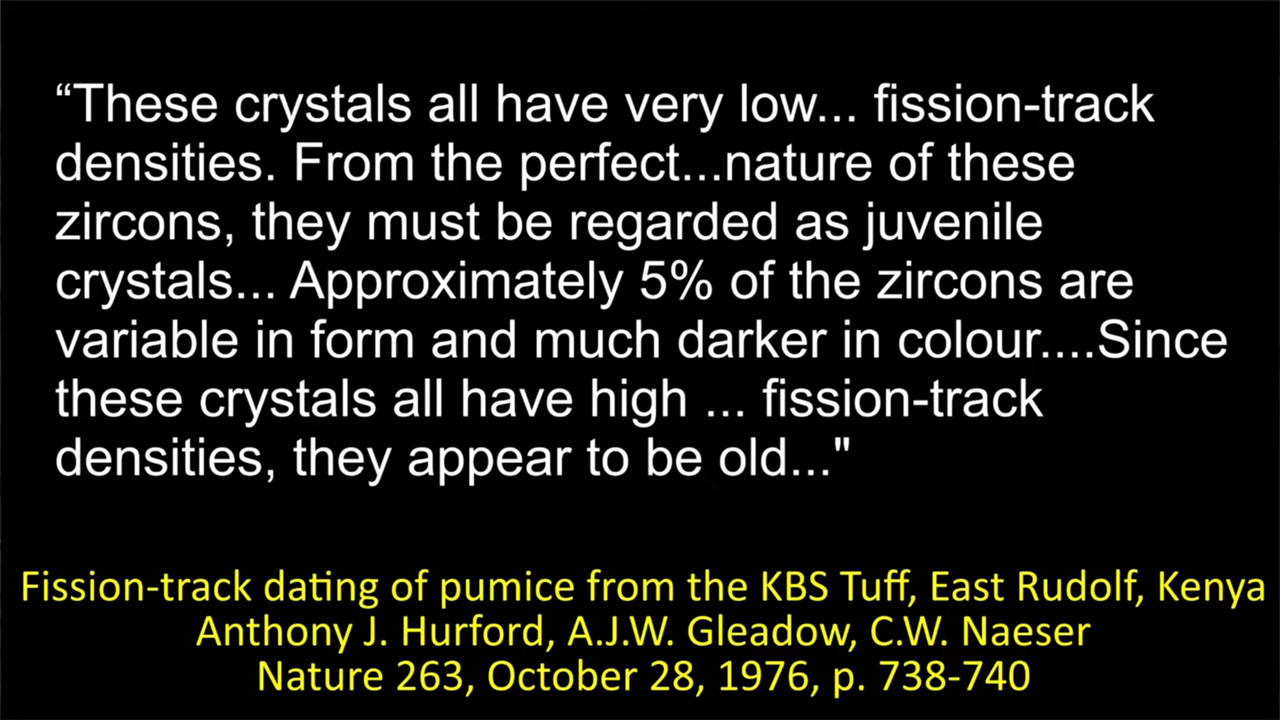 “These crystals all have very low... fission-track
densities. From the perfect...nature of these
zircons, they must be regarded as juvenile
crystals... Approximately 5% of the zircons are
variable in form and much darker in colour....Since
these crystals all have high ... fission-track
densities, they appear to be old..."
Fission-track dating of pumice from the KBS Tuff, East Rudolf, Kenya
Anthony J. Hurford, A.J.W. Gleadow, C.W. Naeser
Nature 263, October 28, 1976, p. 738-740